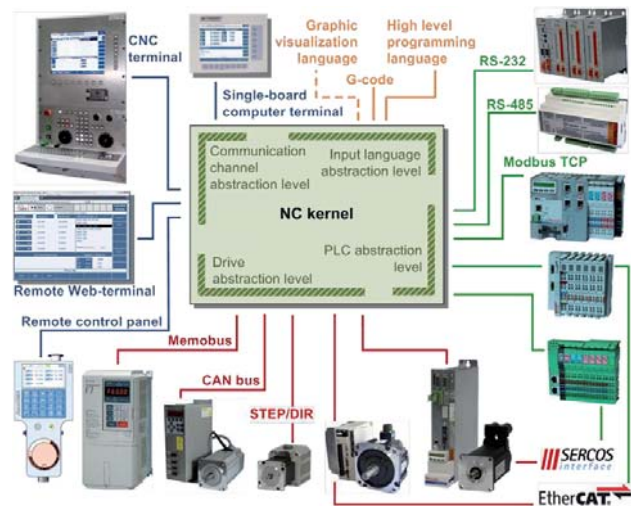 CNC
terminal
Graphic
visualization
language
High level
programming
language
G-code
Single-board
computer terminal
RS-232
RS-485
Modbus TCP
Communication
channel
abstraction level
Input language
abstraction level
NC kernel
Drive
abstraction level
PLC abstraction
level
Remote Web-terminal
Remote control panel
Memobus
CAN bus
STEP/DIR
SERCOS
interface
EtherCAT